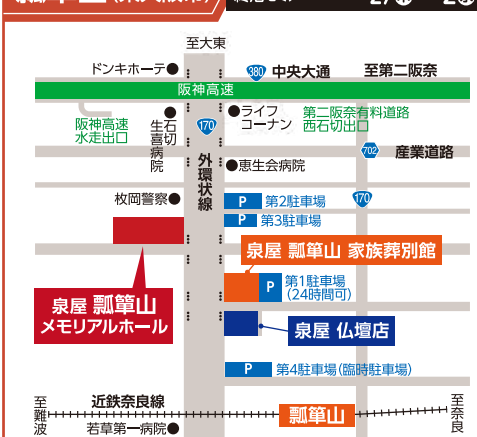 至大東
ドンキホーテ
380 中央大通
至第二阪奈
阪神高速
阪神高速
水走出口
石切
生喜病院
170
ライフ
コーナン
第二阪奈有料道路
西石切出口
702 産業道路
外環状線
恵生会病院
枚岡警察
P 第2駐車場
170
P 第3駐車場
泉屋 瓢箪山 家族葬別館
P 第1駐車場
(24時間可)
泉屋 瓢箪山
メモリアルホール
泉屋 仏壇店
P 第4駐車場(臨時駐車場)
至難波
近鉄奈良線
瓢箪山
至奈良
若草第一病院